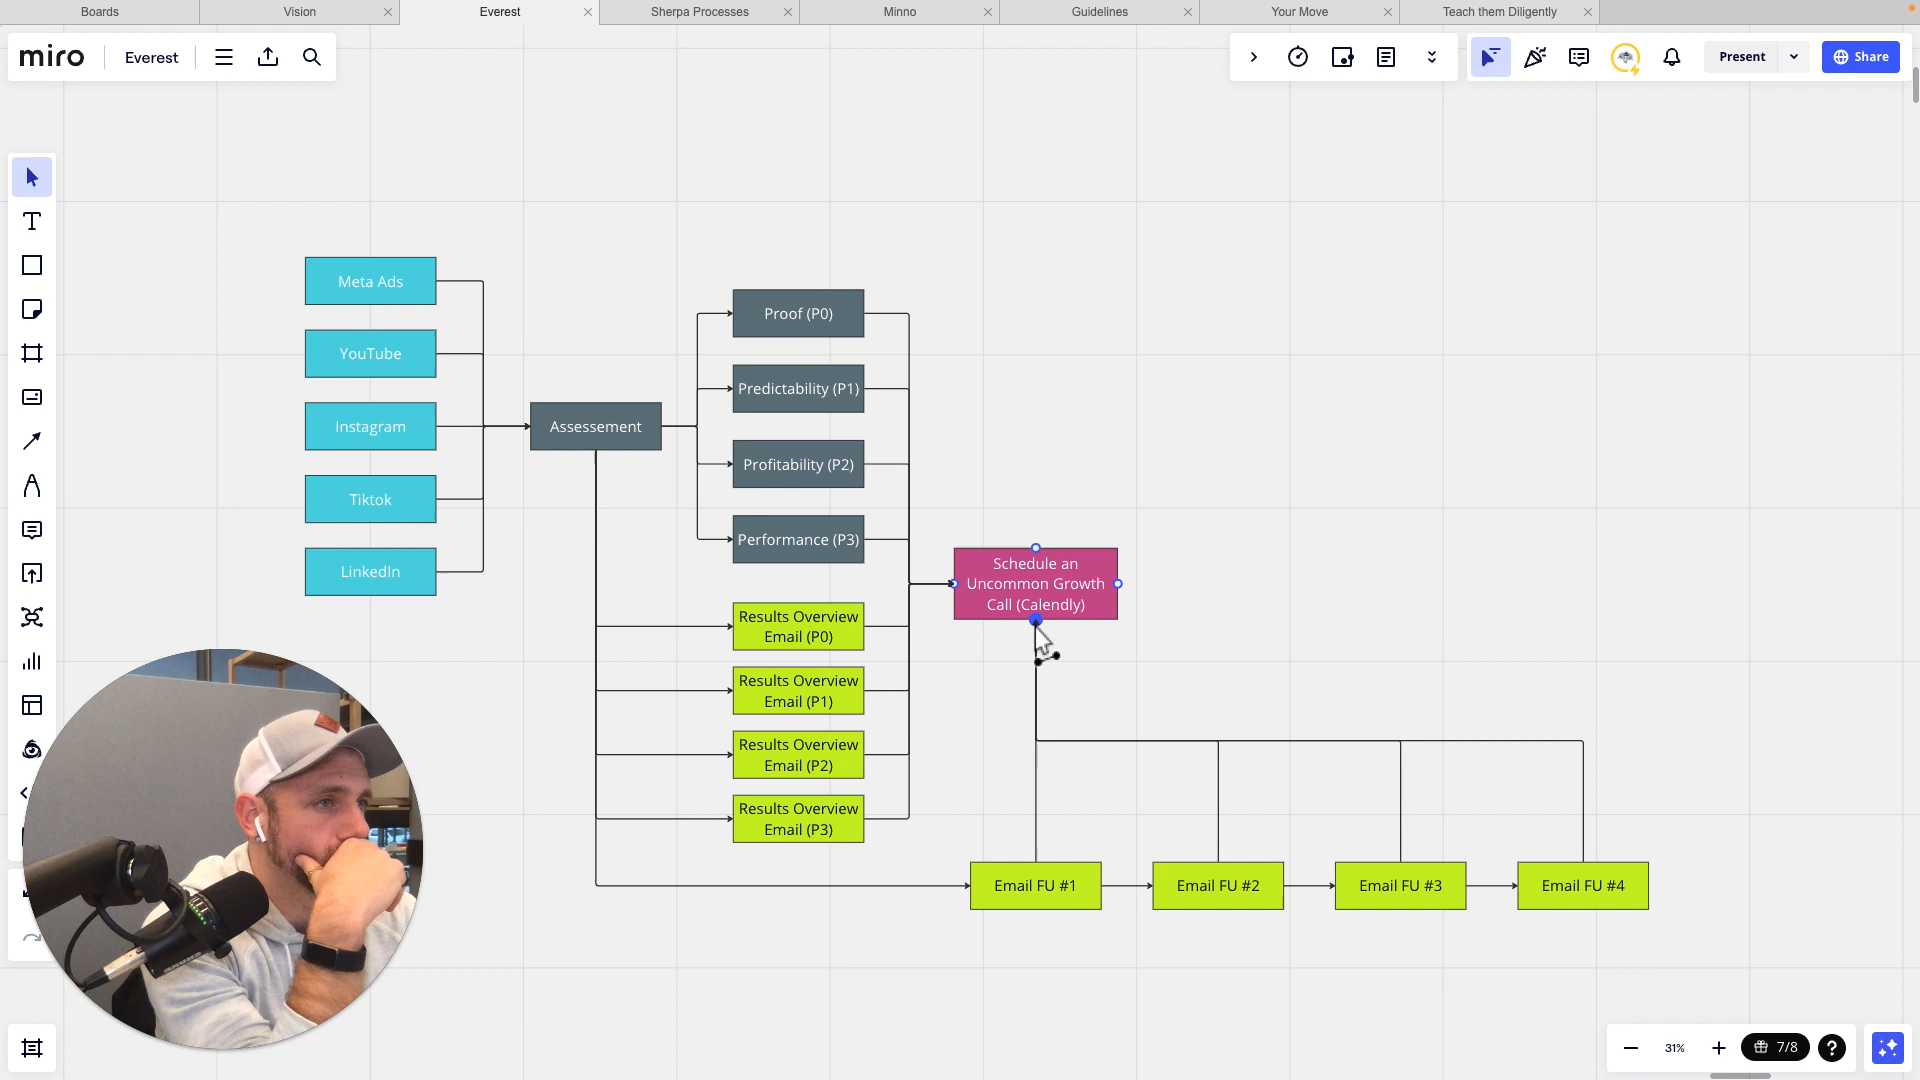 Boards
Vision
Everest
Sherpa Processes
Minno
Guidelines
Your Move
Teach them Diligently
miro
Everest
Present
Share
Meta Ads
YouTube
Instagram
Tiktok
LinkedIn
Assessement
Proof (P0)
Predictability (P1)
Profitability (P2)
Performance (P3)
Results Overview
Email (P0)
Results Overview
Email (P1)
Results Overview
Email (P2)
Results Overview
Email (P3)
Schedule an
Uncommon Growth
Call (Calendly)
Email FU #1
Email FU #2
Email FU #3
Email FU #4
31%
7/8